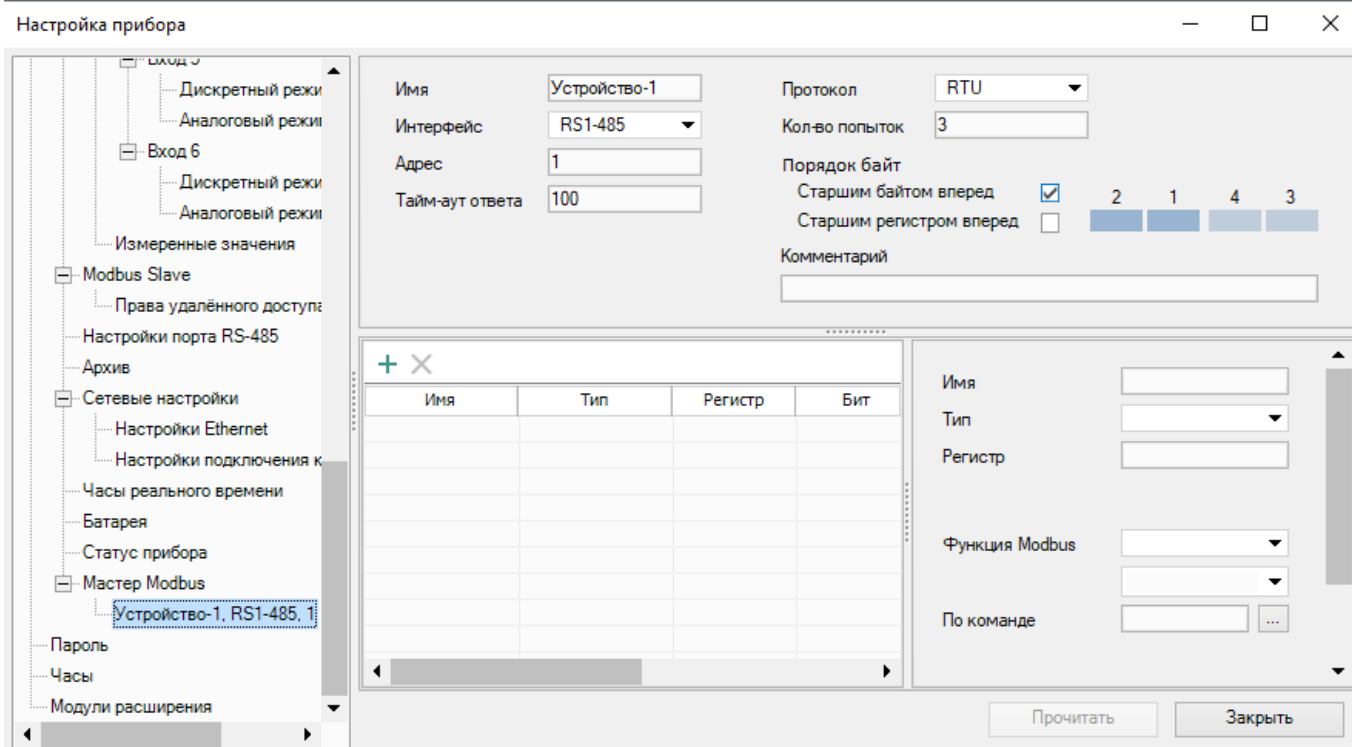 Настройка прибора
Вход 5
Дискретный режи
Аналоговый режи
Вход 6
Дискретный режи
Аналоговый режи
Измеренные значения
Modbus Slave
Права удалённого доступа
Настройки порта RS-485
Архив
Сетевые настройки
Настройки Ethernet
Настройки подключения к
Часы реального времени
Батарея
Статус прибора
Мастер Modbus
Устройство-1, RS1-485, 1
Пароль
Часы
Модули расширения
Имя Устройство-1
Интерфейс RS1-485
Адрес 1
Тайм-аут ответа 100
Протокол RTU
Кол-во попыток 3
Порядок байт
Старшим байтом вперед
Старшим регистром вперед
2 1 4 3
Комментарий
Имя Тип Регистр Бит
Имя
Тип
Регистр
Функция Modbus
По команде ...
Прочитать Закрыть